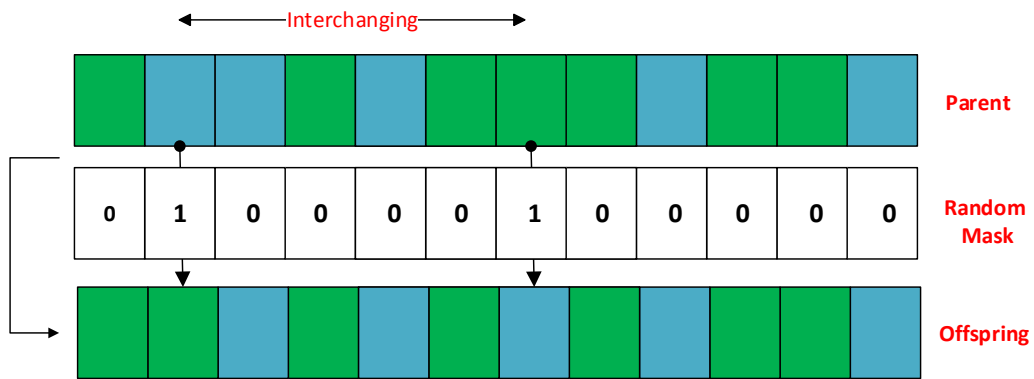 Interchanging
Parent
0 1 0 0 0 0 1 0 0 0 0 0
Random
Mask
Offspring